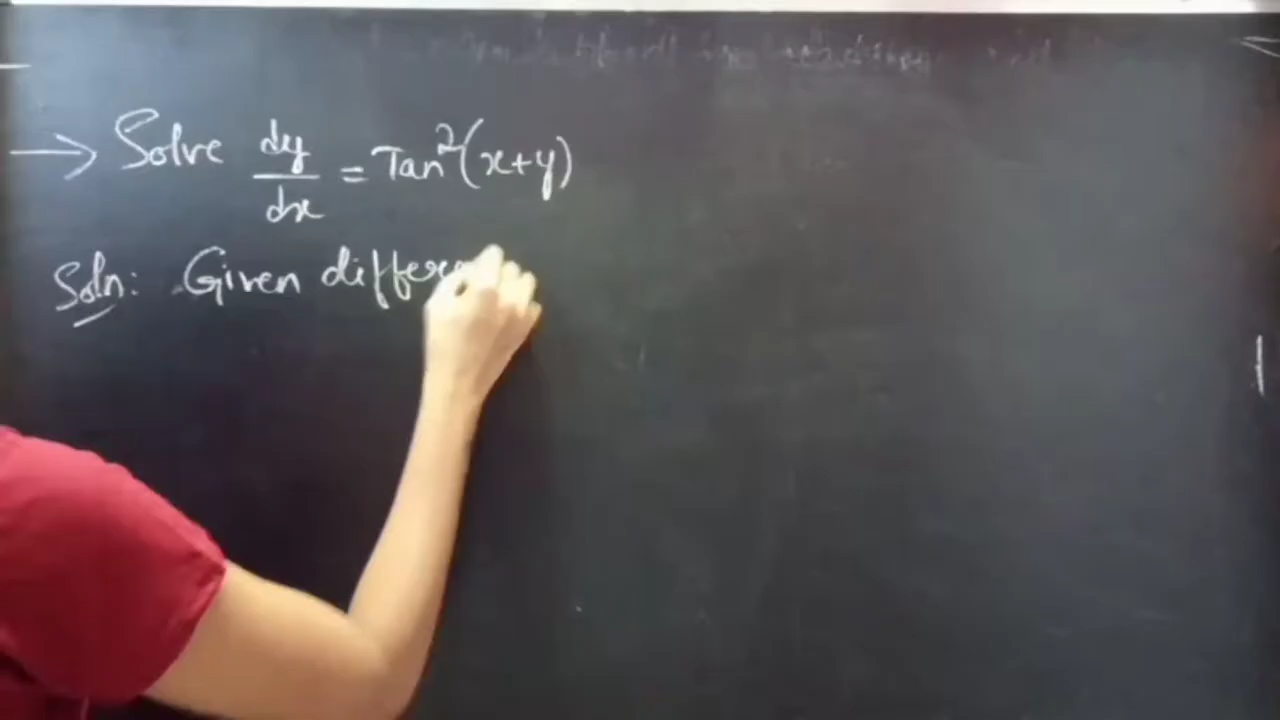 → Solve dy/dx = Tan²(x+y)
Soln: Given differ